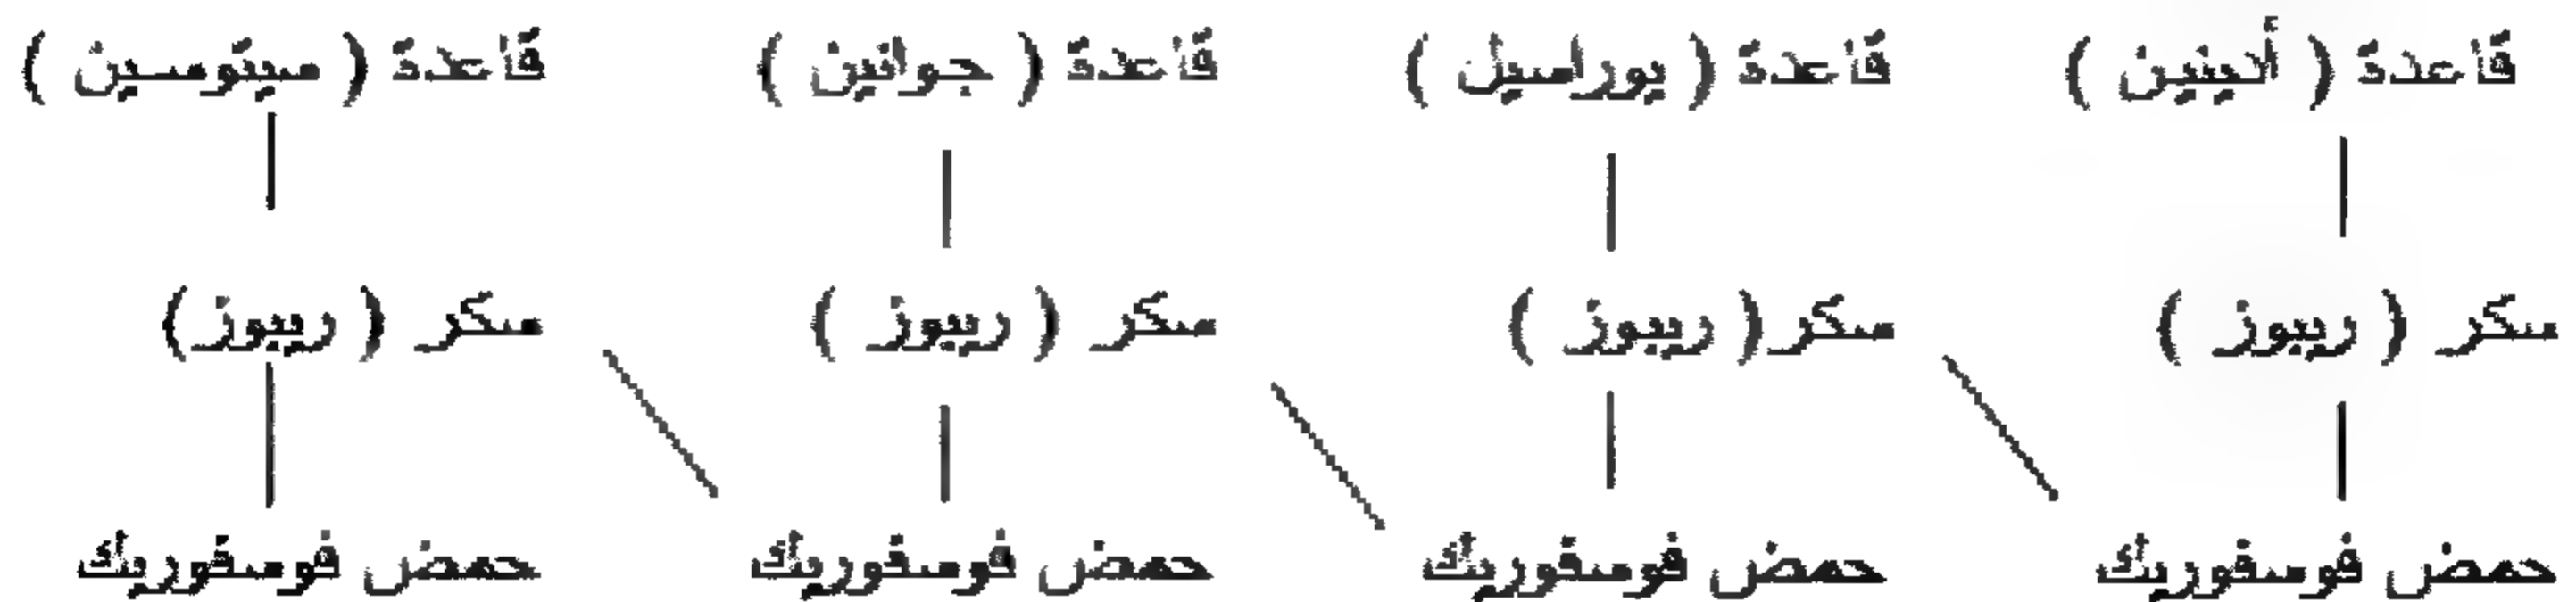 قاعدة ( أدينين ) قاعدة ( يوراسيل ) قاعدة ( جوانين ) قاعدة ( سيتوسين )
سكر ( ريبوز ) سكر ( ريبوز ) سكر ( ريبوز ) سكر ( ريبوز )
حمض فوسفوريك حمض فوسفوريك حمض فوسفوريك حمض فوسفوريك